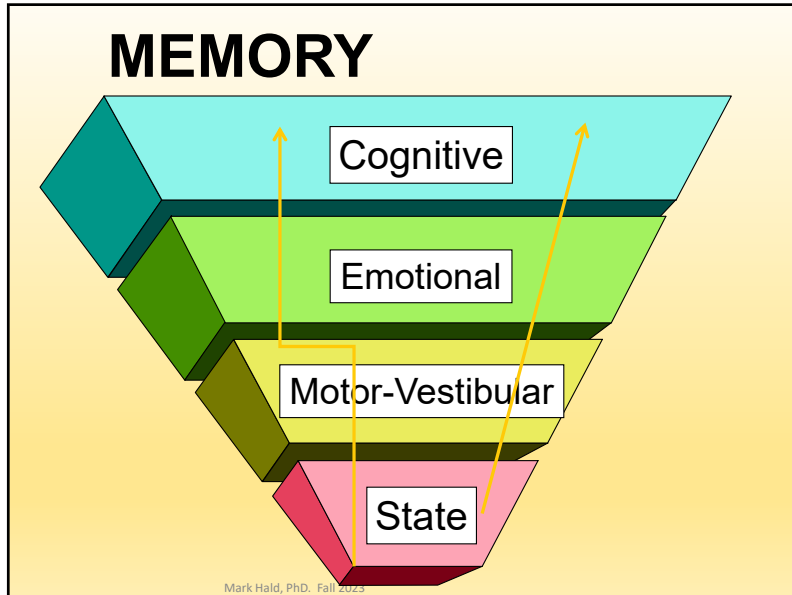 MEMORY
Cognitive
Emotional
Motor-Vestibular
State
Mark Hald, PhD. Fall 2023